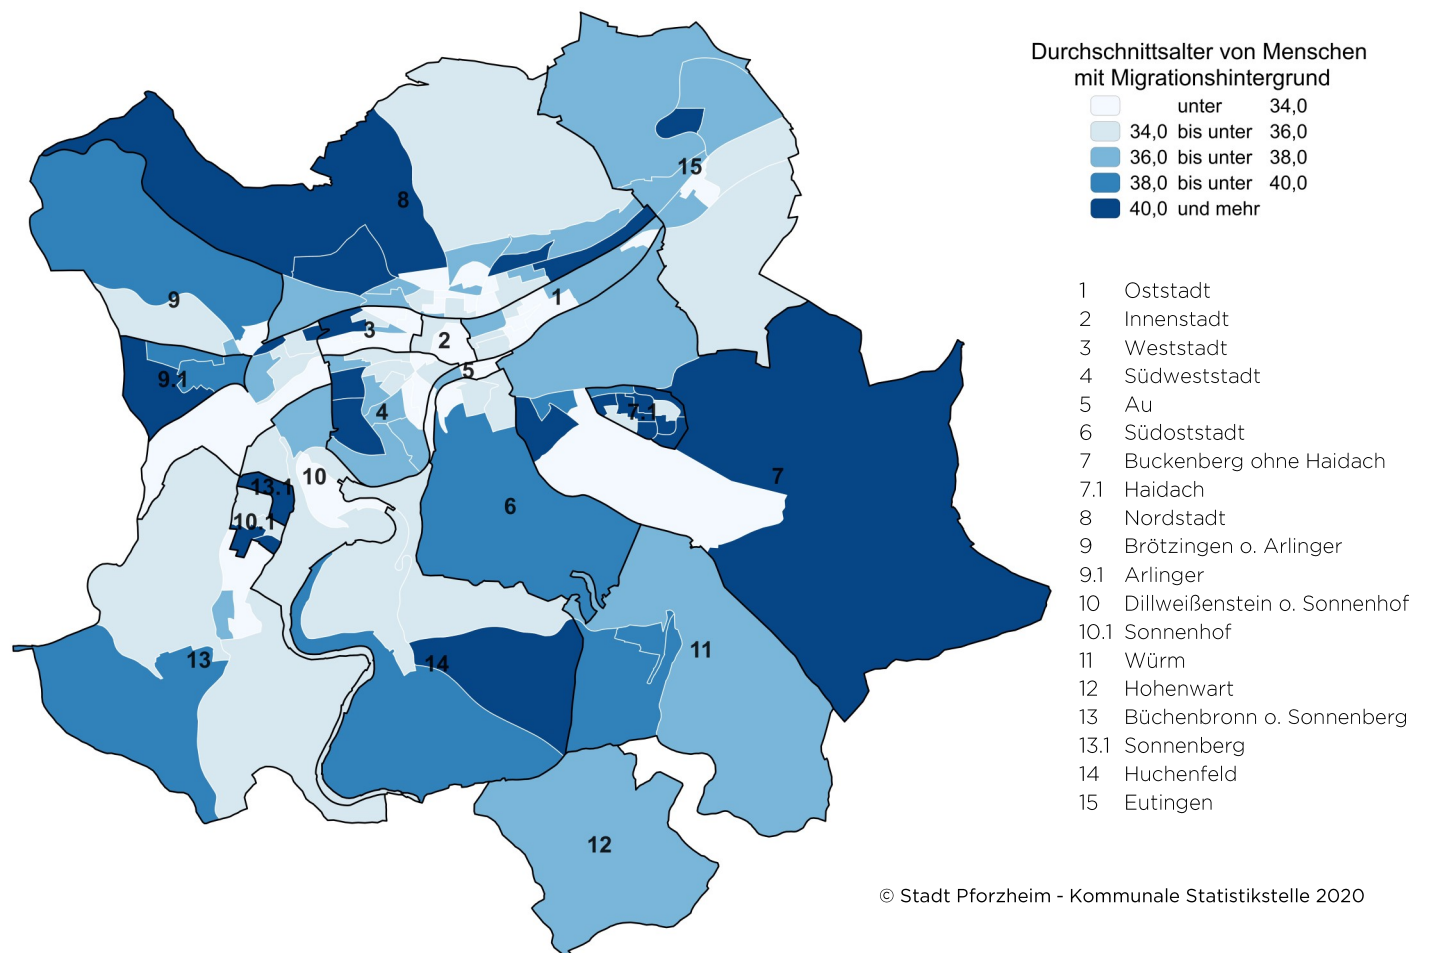 Durchschnittsalter von Menschen
mit Migrationshintergrund
unter 34,0
34,0 bis unter 36,0
36,0 bis unter 38,0
38,0 bis unter 40,0
40,0 und mehr
1 Oststadt
2 Innenstadt
3 Weststadt
4 Südweststadt
5 Au
6 Südoststadt
7 Buckenberg ohne Haidach
7.1 Haidach
8 Nordstadt
9 Brötzingen o. Arlinger
9.1 Arlinger
10 Dillweißenstein o. Sonnenhof
10.1 Sonnenhof
11 Würm
12 Hohenwart
13 Büchenbronn o. Sonnenberg
13.1 Sonnenberg
14 Huchenfeld
15 Eutingen
© Stadt Pforzheim - Kommunale Statistikstelle 2020
15
8
9
1
3
2
5
9.1
4
7.1
7
10
13.1
6
10.1
11
13
14
12